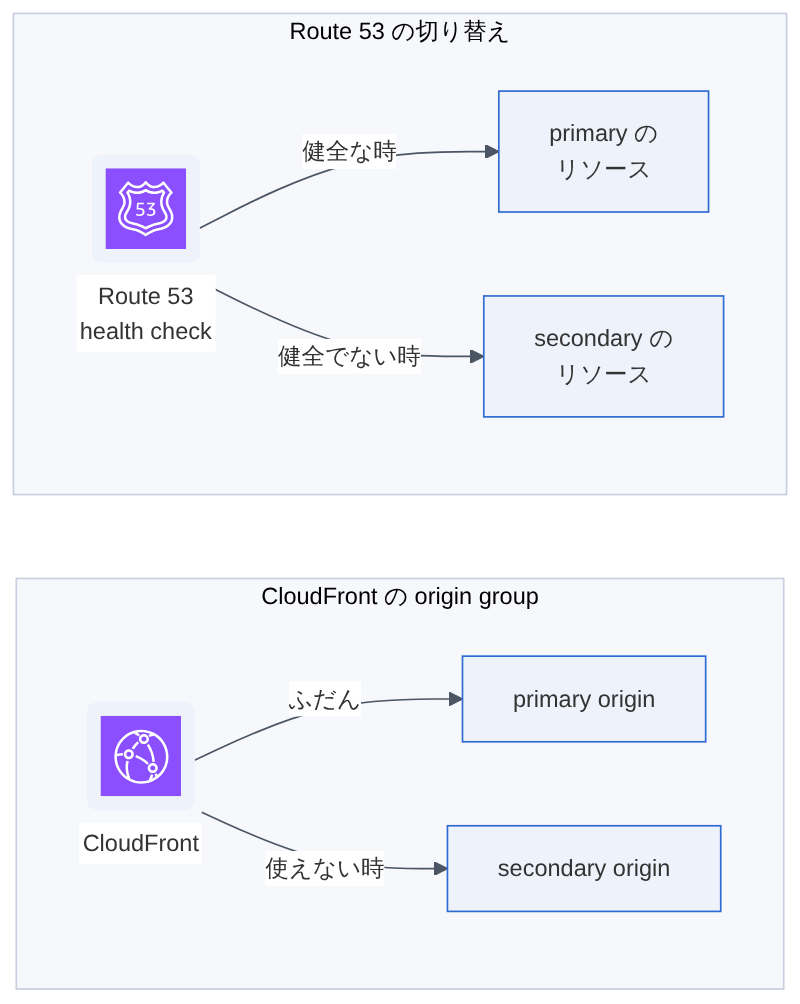 Route 53 の切り替え
健全な時
primary の
リソース
53
Route 53
health check
健全でない時
secondary の
リソース
CloudFront の origin group
ふだん
primary origin
CloudFront
使えない時
secondary origin